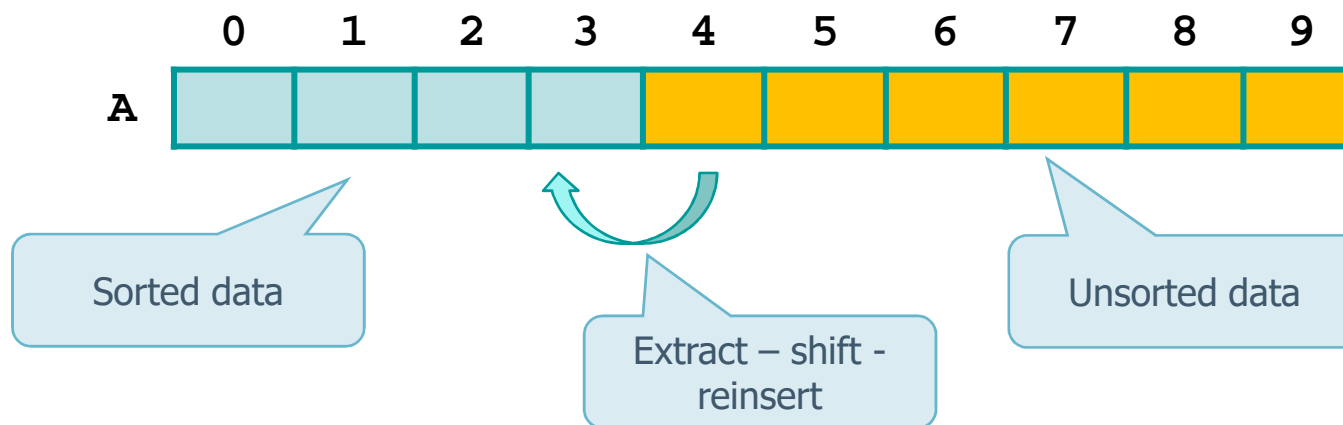 0 1 2 3 4 5 6 7 8 9
A
Sorted data
Unsorted data
Extract – shift -
reinsert